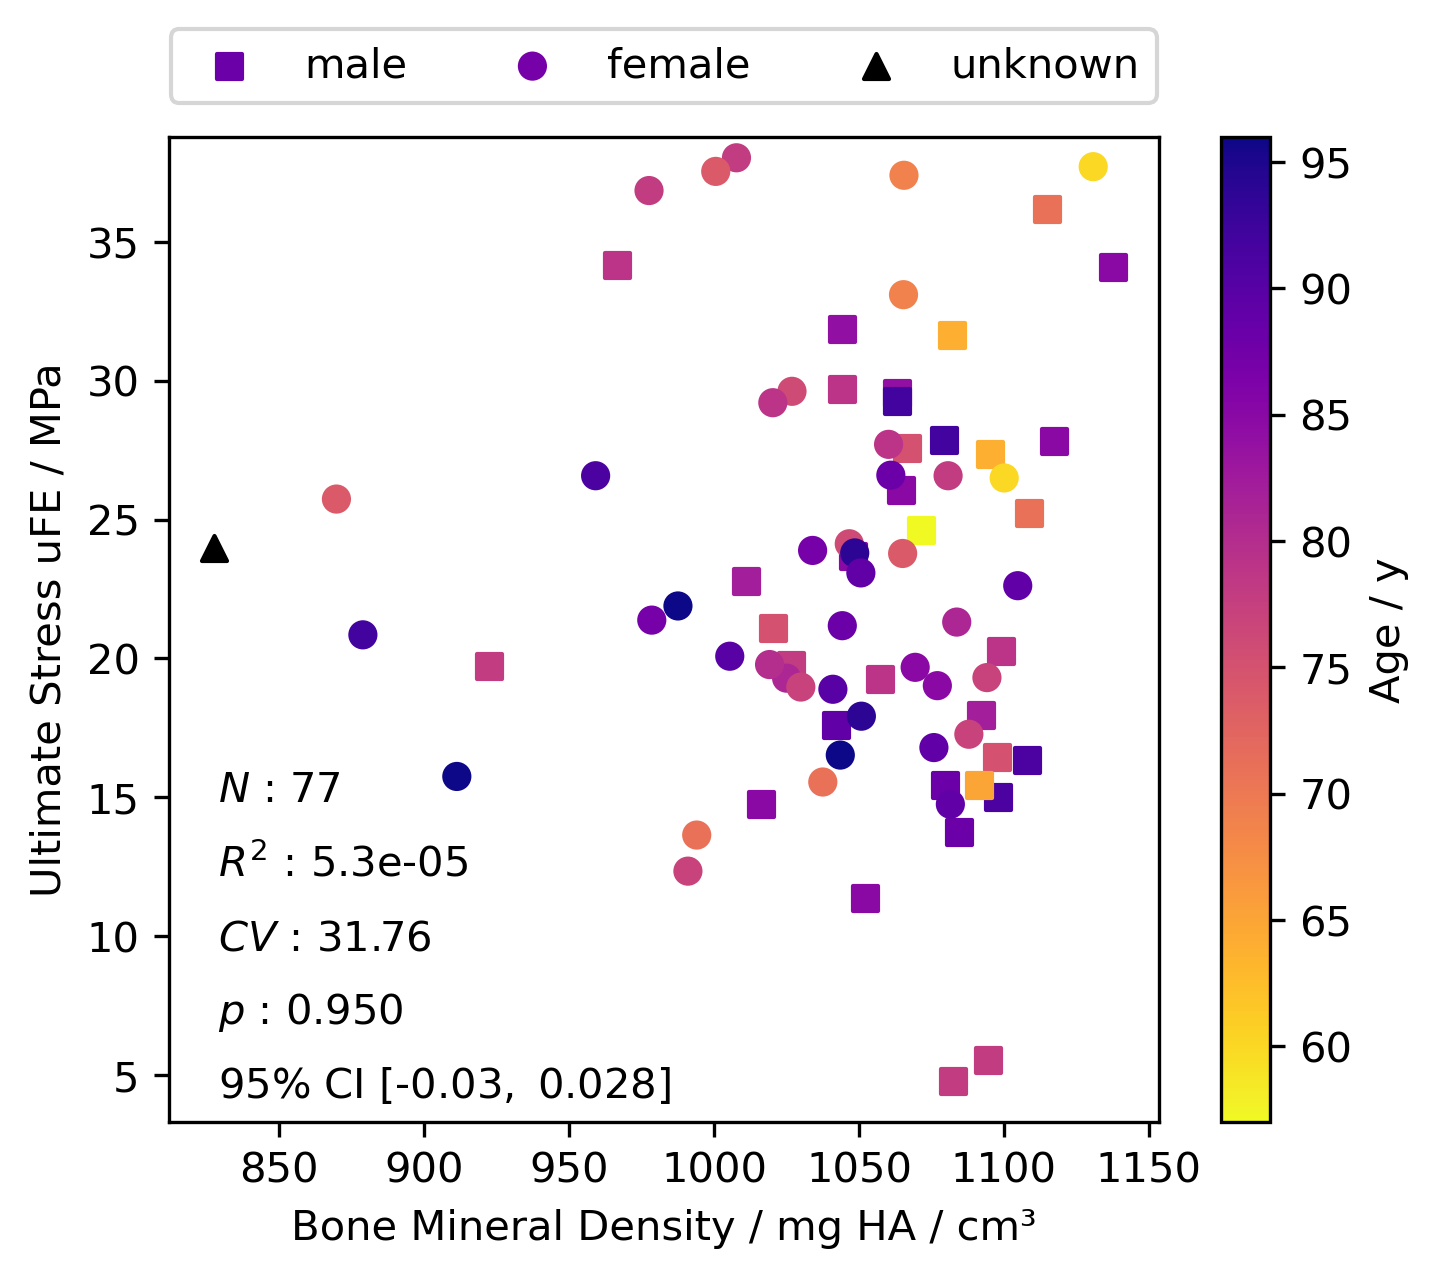 male female unknown
35
30
25
20
15
10
5
Ultimate Stress uFE / MPa
N : 77
R² : 5.3e-05
CV : 31.76
p : 0.950
95% CI [-0.03, 0.028]
850 900 950 1000 1050 1100 1150
Bone Mineral Density / mg HA / cm³
95
90
85
80
75
70
65
60
Age / y